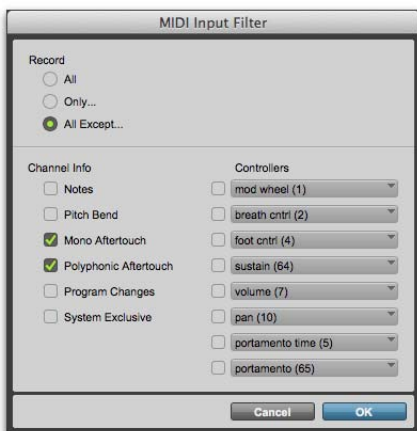 MIDI Input Filter
Record
All
Only...
All Except...
Channel Info
Notes
Pitch Bend
Mono Aftertouch
Polyphonic Aftertouch
Program Changes
System Exclusive
Controllers
mod wheel (1)
breath cntrl (2)
foot cntrl (4)
sustain (64)
volume (7)
pan (10)
portamento time (5)
portamento (65)
Cancel
OK